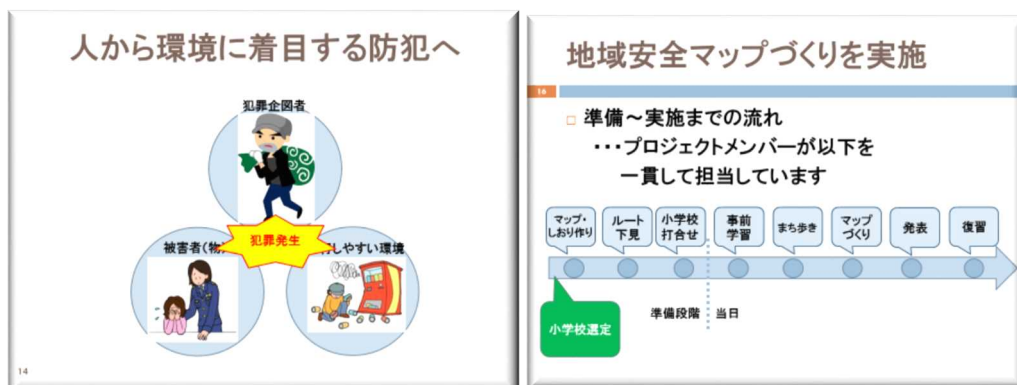 人から環境に着目する防犯へ
犯罪企図者
犯罪発生
被害者(物
しやすい環境
14
地域安全マップづくりを実施
16
準備～実施までの流れ
・・・プロジェクトメンバーが以下を
一貫して担当しています
マップ・
しおり作り
ルート
下見
小学校
打合せ
事前
学習
まち歩き
マップ
づくり
発表
復習
準備段階
当日
小学校選定